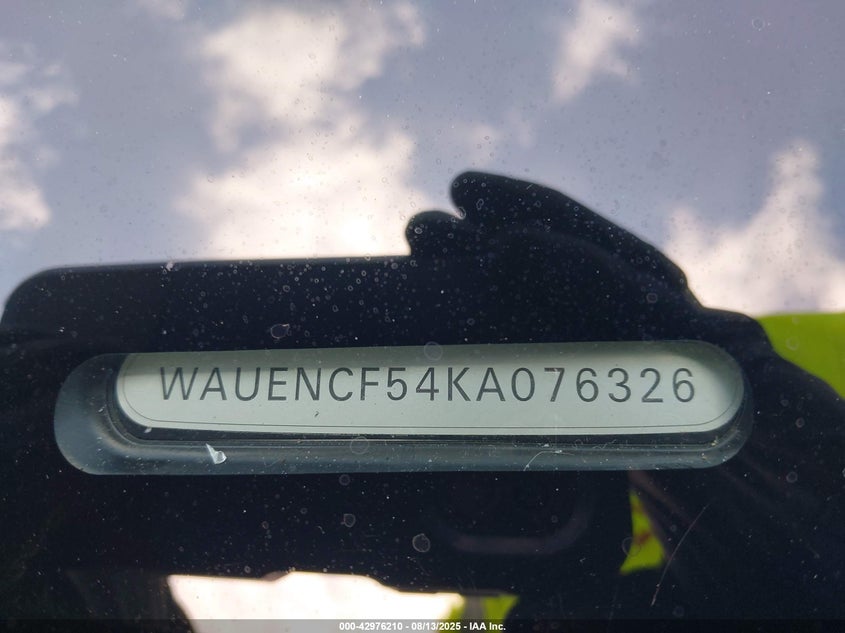 WAUENCF54KA076326
000-42976210 - 08/13/2025 - IAA Inc.